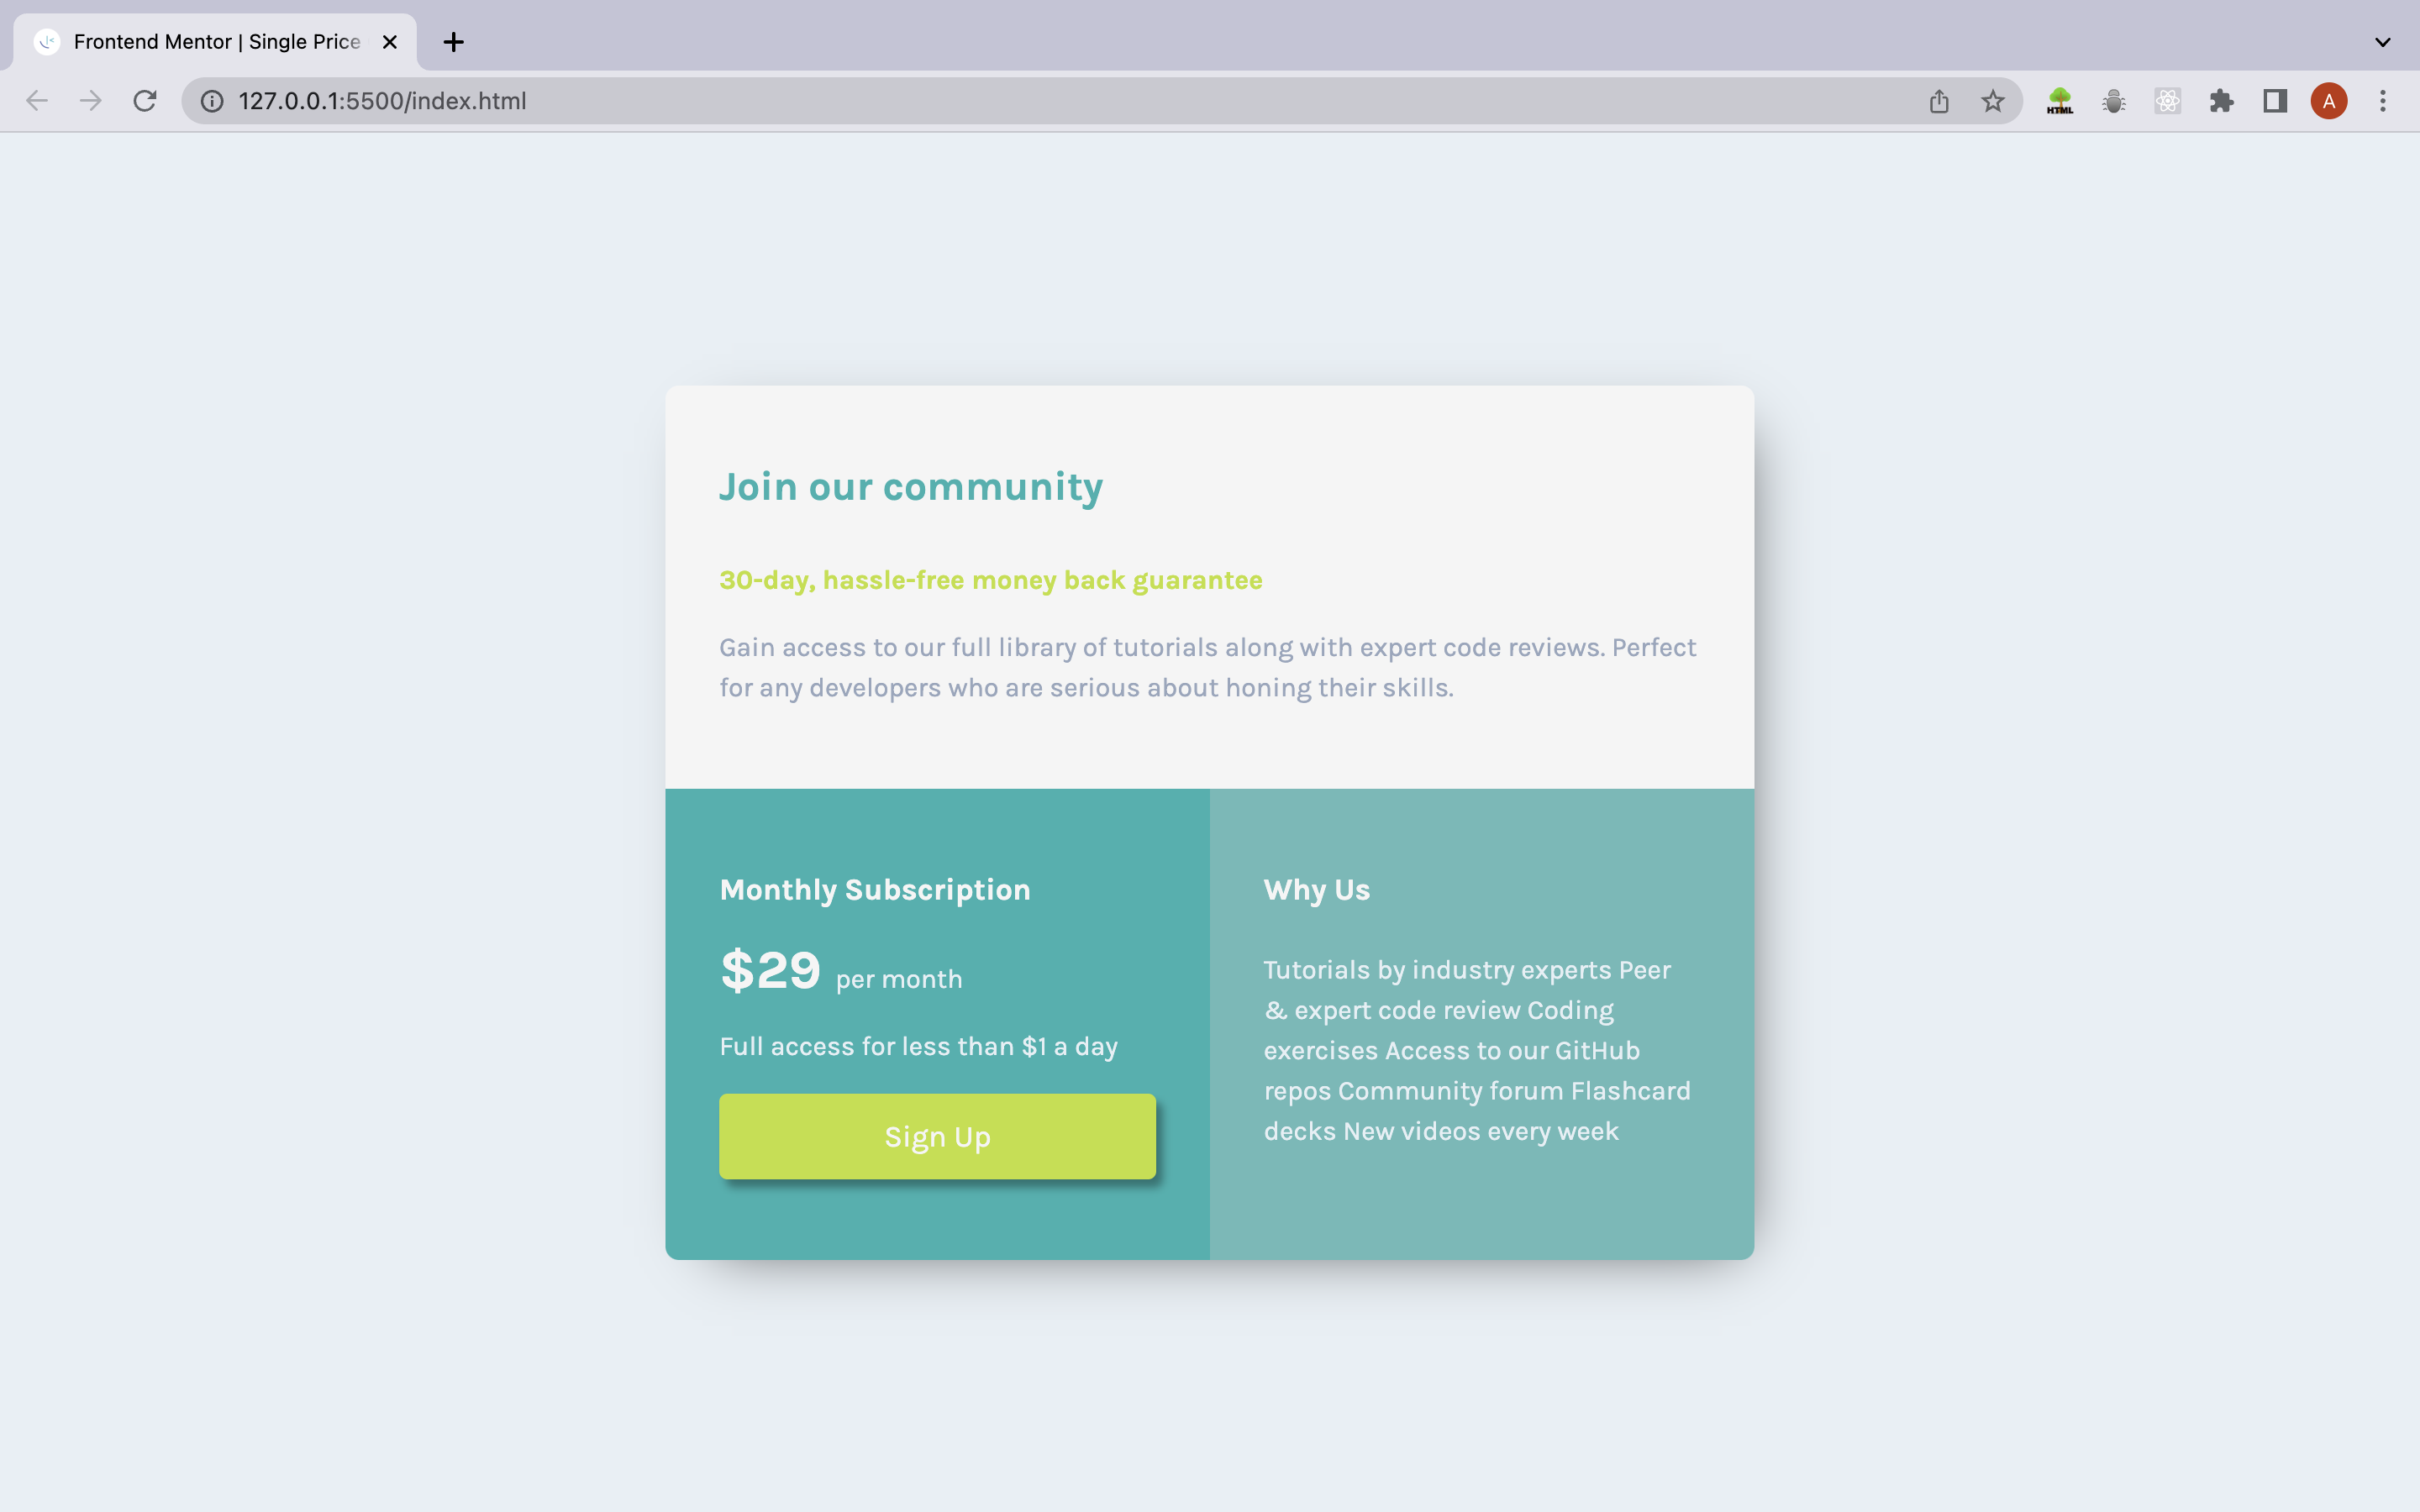 Frontend Mentor | Single Price
127.0.0.1:5500/index.html
HTML
A
Join our community
30-day, hassle-free money back guarantee
Gain access to our full library of tutorials along with expert code reviews. Perfect
for any developers who are serious about honing their skills.
Monthly Subscription
$29 per month
Full access for less than $1 a day
Sign Up
Why Us
Tutorials by industry experts Peer
& expert code review Coding
exercises Access to our GitHub
repos Community forum Flashcard
decks New videos every week